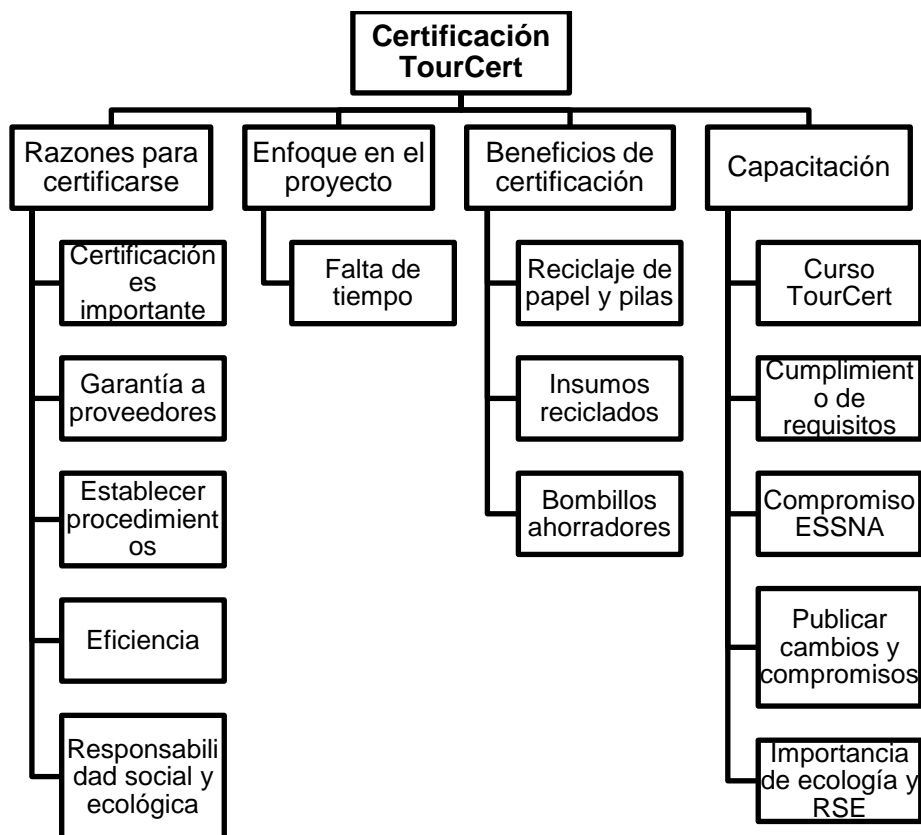 Certificación
TourCert
Razones para
certificarse
Enfoque en el
proyecto
Beneficios de
certificación
Capacitación
Certificación
es
importante
Garantía a
proveedores
Establecer
procedimient
os
Eficiencia
Responsabili
dad social y
ecológica
Falta de
tiempo
Reciclaje de
papel y pilas
Insumos
reciclados
Bombillos
ahorradores
Curso
TourCert
Cumplimient
o de
requisitos
Compromiso
ESSNA
Publicar
cambios y
compromisos
Importancia
de ecología y
RSE